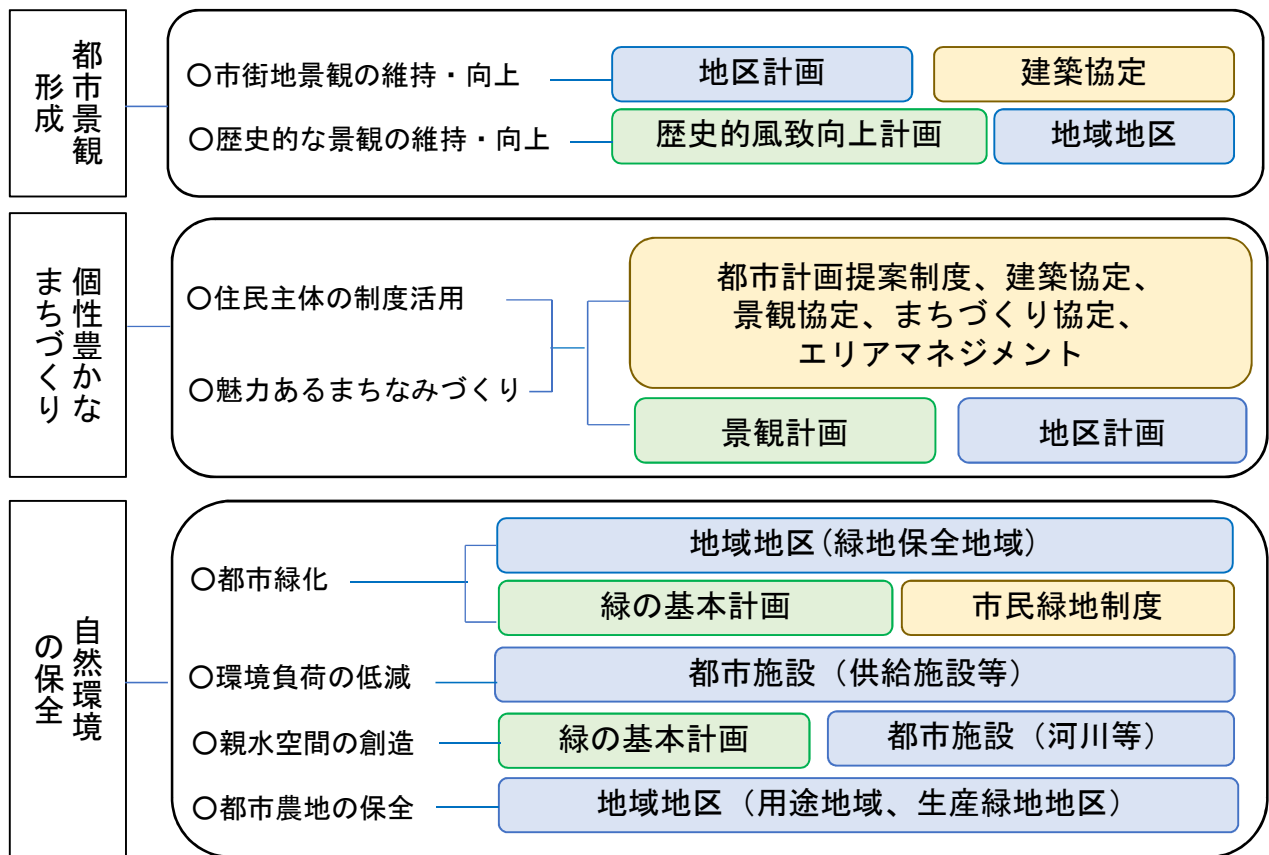 都市景観
形成
〇市街地景観の維持・向上
地区計画
建築協定
〇歴史的な景観の維持・向上
歴史的風致向上計画
地域地区
個性豊かな
まちづくり
〇住民主体の制度活用
〇魅力あるまちなみづくり
都市計画提案制度、建築協定、
景観協定、まちづくり協定、
エリアマネジメント
景観計画
地区計画
自然環境
の保全
〇都市緑化
地域地区(緑地保全地域)
緑の基本計画
市民緑地制度
〇環境負荷の低減
都市施設（供給施設等）
〇親水空間の創造
緑の基本計画
都市施設（河川等）
〇都市農地の保全
地域地区（用途地域、生産緑地地区）